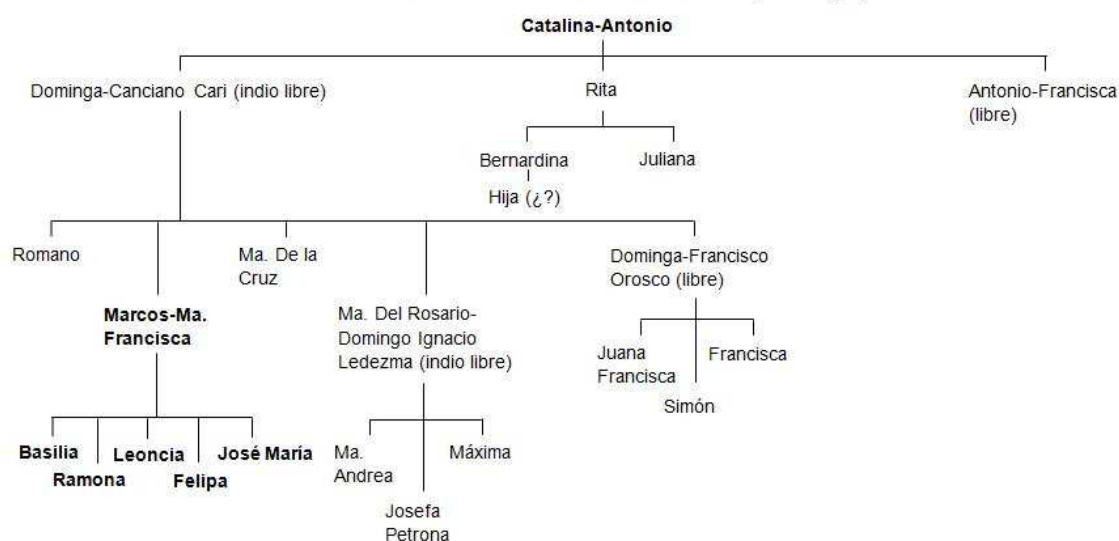 Catalina-Antonio
Dominga-Canciano Cari (indio libre)
Rita
Antonio-Francisca
(libre)
Bernardina
Juliana
Hija (¿?)
Romano
Ma. De la
Cruz
Dominga-Francisco
Orosco (libre)
Marcos-Ma.
Francisca
Ma. Del Rosario-
Domingo Ignacio
Ledezma (indio libre)
Juana
Francisca
Francisca
Simón
Basilia
Ramona
Leoncia
Felipa
José María
Ma.
Andrea
Máxima
Josefa
Petrona